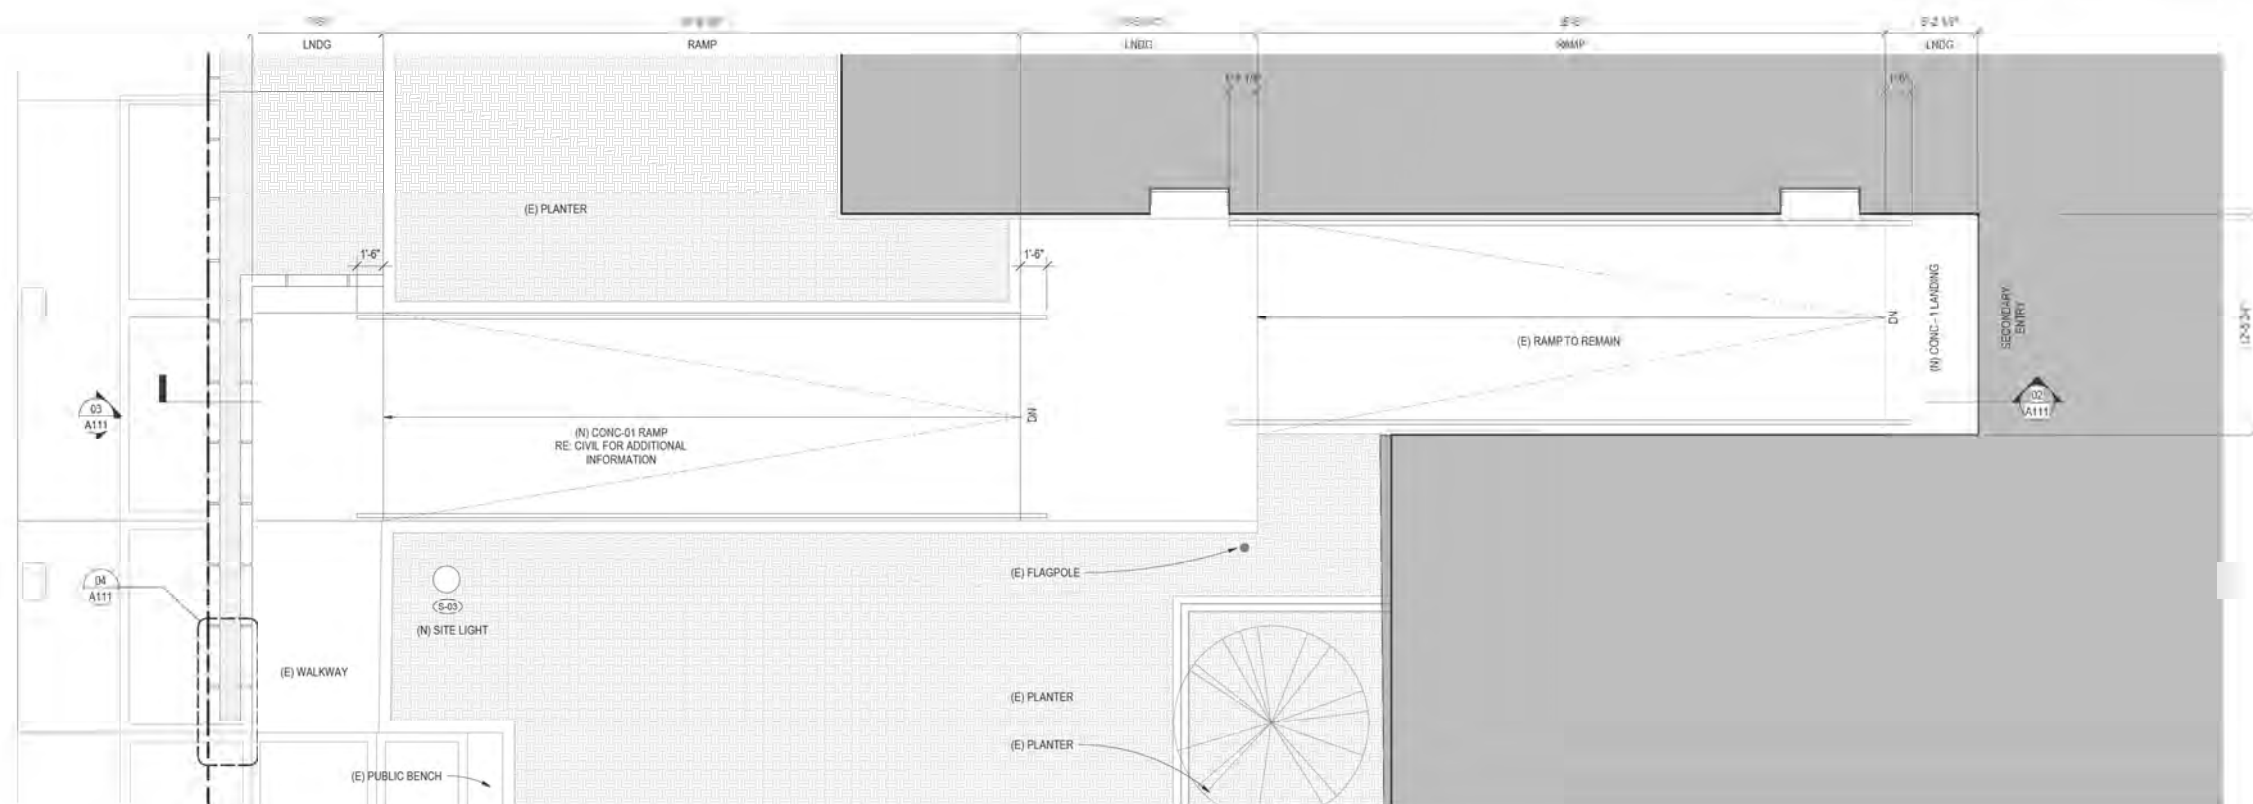 LNDG
RAMP
LNDG
RAMP
LNDG
(E) PLANTER
1'-6"
1'-6"
(N) CONC-01 RAMP
RE: CIVIL FOR ADDITIONAL
INFORMATION
DN
(E) RAMP TO REMAIN
DN
(N) CONC-1 LANDING
SECONDARY
ENTRY
03
A111
02
A111
04
A111
S-03
(N) SITE LIGHT
(E) FLAGPOLE
(E) WALKWAY
(E) PLANTER
(E) PLANTER
(E) PUBLIC BENCH